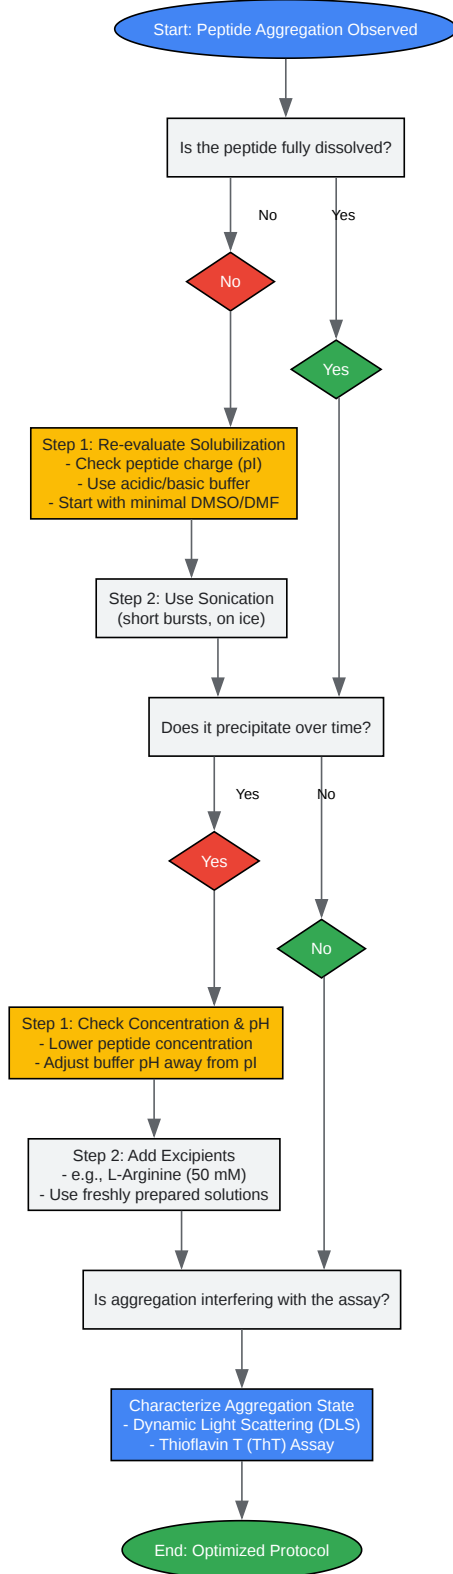 Start: Peptide Aggregation Observed
Is the peptide fully dissolved?
No
Yes
No
Yes
Step 1: Re-evaluate Solubilization
- Check peptide charge (pI)
- Use acidic/basic buffer
- Start with minimal DMSO/DMF
Step 2: Use Sonication
(short bursts, on ice)
Does it precipitate over time?
Yes
No
Yes
No
Step 1: Check Concentration & pH
- Lower peptide concentration
- Adjust buffer pH away from pI
Step 2: Add Excipients
- e.g., L-Arginine (50 mM)
- Use freshly prepared solutions
Is aggregation interfering with the assay?
Characterize Aggregation State
- Dynamic Light Scattering (DLS)
- Thioflavin T (ThT) Assay
End: Optimized Protocol